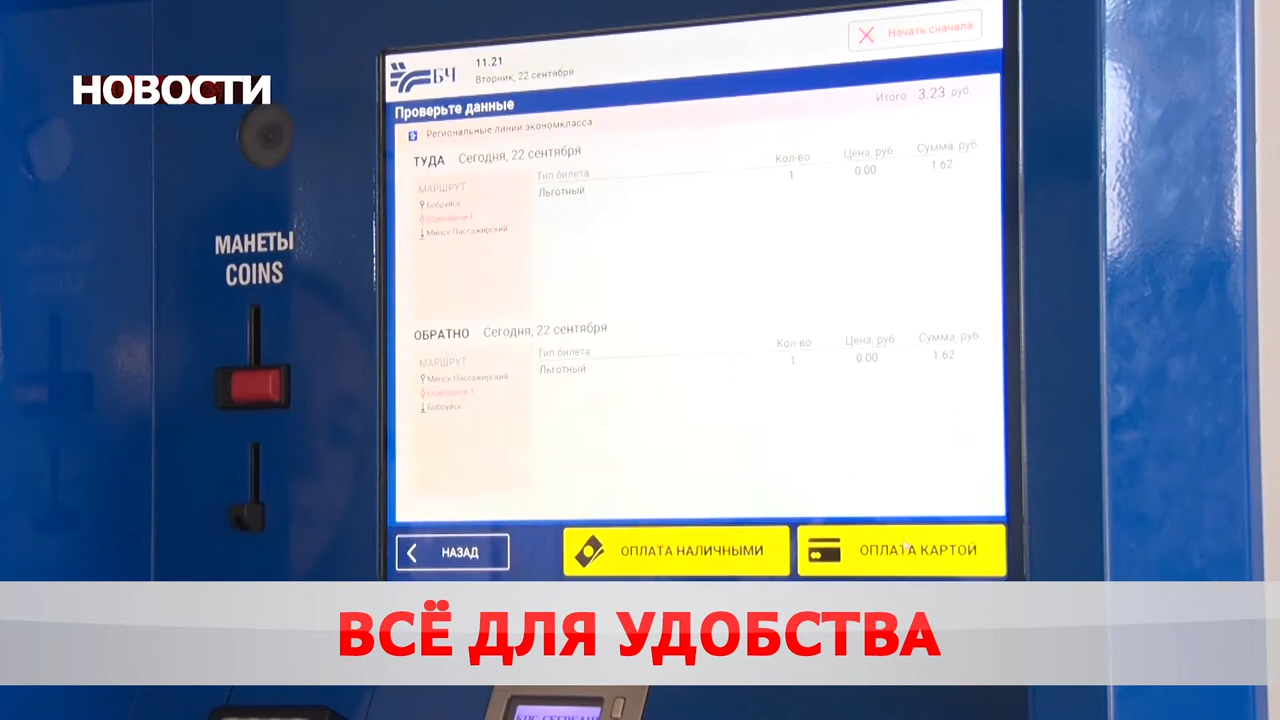 НОВОСТИ
БЧ
11.21
Вторник, 22 сентября
Начать сначала
Проверьте данные
Итого 3.23 руб
Региональные линии экономкласса
ТУДА Сегодня, 22 сентября
Тип билета Кол-во Цена, руб. Сумма, руб.
Льготный 1 0.00 1.62
МАРШРУТ
Бобруйск
Минск-Пассажирский
МАНЕТЫ
COINS
ОБРАТНО Сегодня, 22 сентября
Тип билета Кол-во Цена, руб Сумма, руб
Льготный 1 0.00 1.62
МАРШРУТ
Минск-Пассажирский
Бобруйск
НАЗАД
ОПЛАТА НАЛИЧНЫМИ
ОПЛАТА КАРТОЙ
ВСЁ ДЛЯ УДОБСТВА